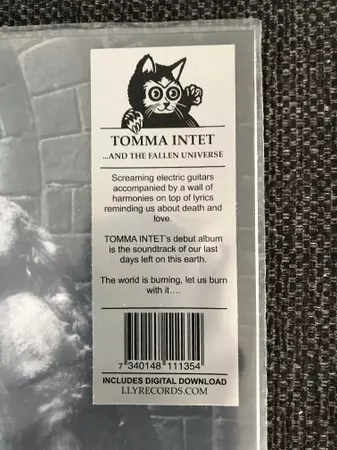 TOMMA INTET
...AND THE FALLEN UNIVERSE
Screaming electric guitars
accompanied by a wall of
harmonies on top of lyrics
reminding us about death and
love.
TOMMA INTET's debut album
is the soundtrack of our last
days left on this earth.
The world is burning, let us burn
with it....
7 340148 111354
INCLUDES DIGITAL DOWNLOAD
LLYRECORDS.COM